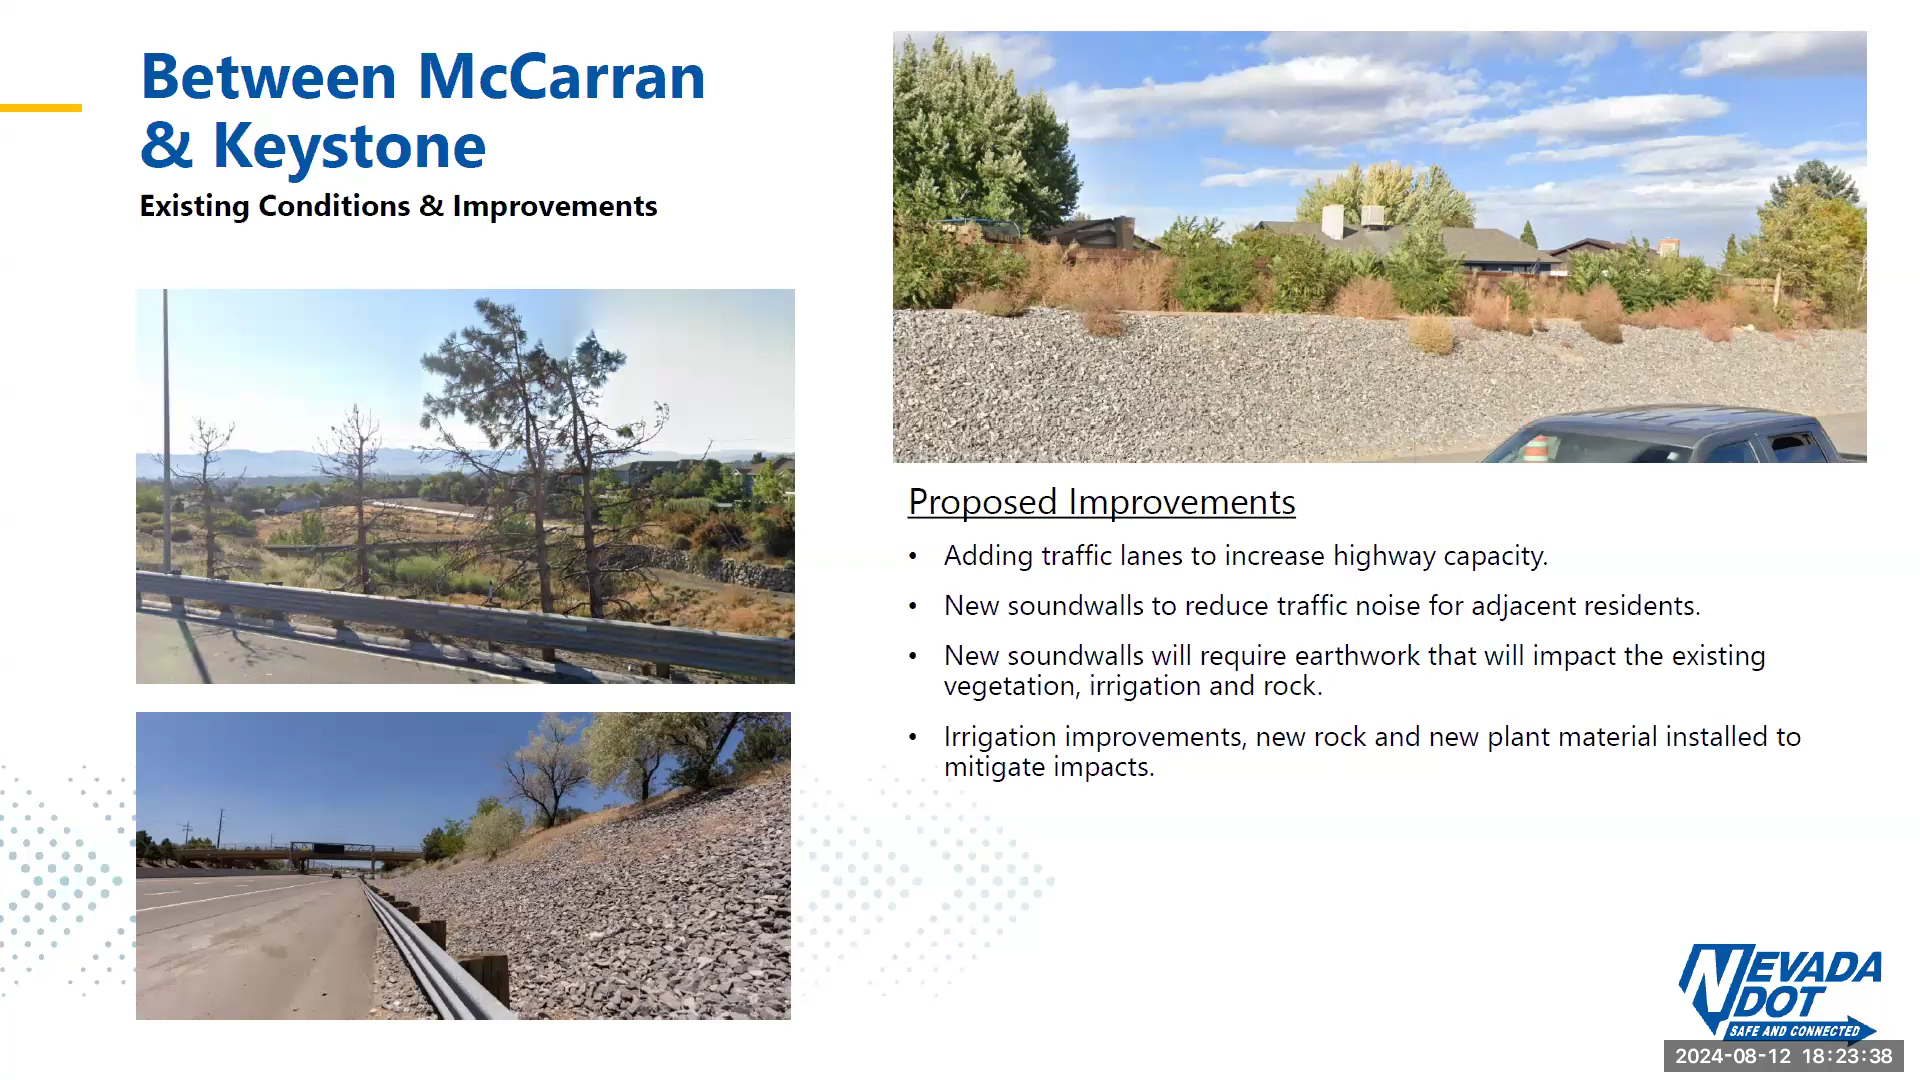 Between McCarran
& Keystone
Existing Conditions & Improvements
Proposed Improvements
• Adding traffic lanes to increase highway capacity.
• New soundwalls to reduce traffic noise for adjacent residents.
• New soundwalls will require earthwork that will impact the existing
vegetation, irrigation and rock.
• Irrigation improvements, new rock and new plant material installed to
mitigate impacts.
NEVADA
DOT
SAFE AND CONNECTED
2024-08-12 18:23:38